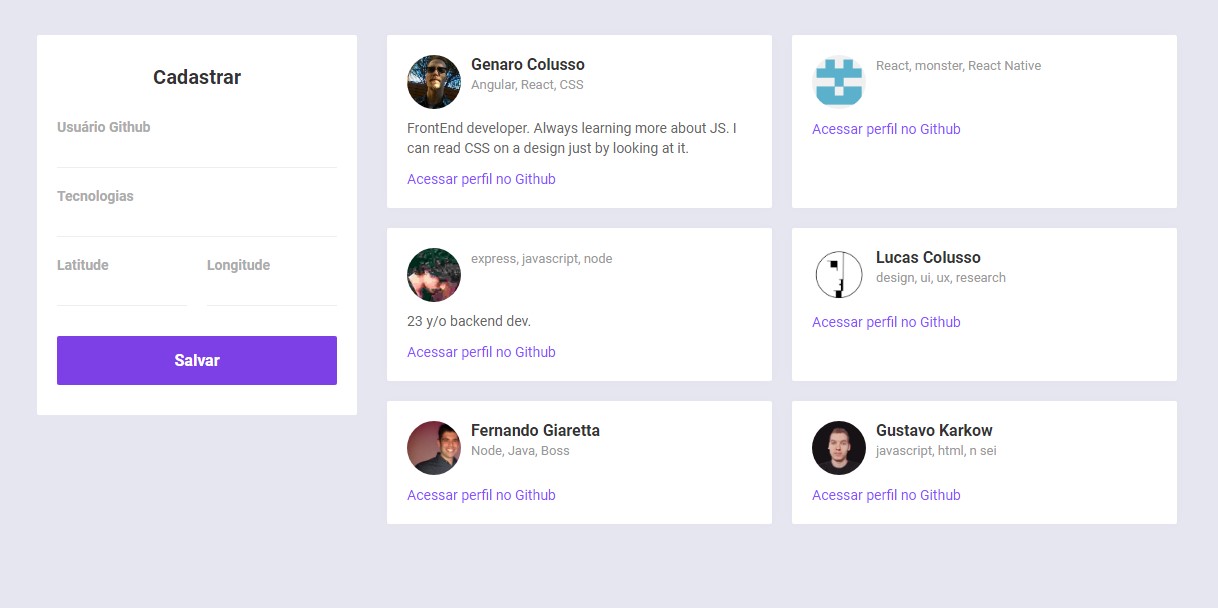 Cadastrar
Usuário Github
Tecnologias
Latitude
Longitude
Salvar
Genaro Colusso
Angular, React, CSS
FrontEnd developer. Always learning more about JS. I
can read CSS on a design just by looking at it.
Acessar perfil no Github
React, monster, React Native
Acessar perfil no Github
express, javascript, node
23 y/o backend dev.
Acessar perfil no Github
Lucas Colusso
design, ui, ux, research
Acessar perfil no Github
Fernando Giaretta
Node, Java, Boss
Acessar perfil no Github
Gustavo Karkow
javascript, html, n sei
Acessar perfil no Github